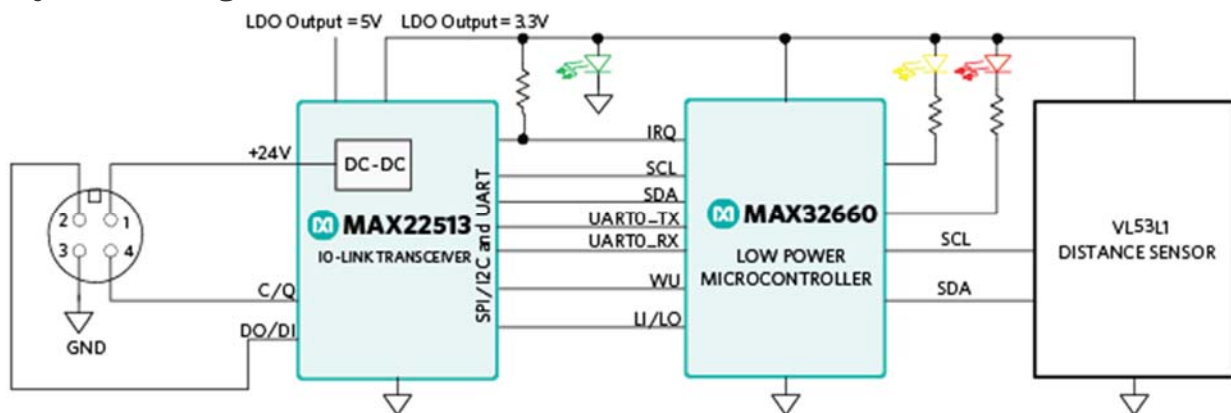 LDO Output = 5V
LDO Output = 3.3V
+24V
DC-DC
MAX22513
IO-LINK TRANSCEIVER
SPI/I2C and UART
2
1
3
4
GND
C/Q
DO/DI
IRQ
SCL
SDA
UART0_TX
UART0_RX
WU
LI/LO
MAX32660
LOW POWER
MICROCONTROLLER
SCL
SDA
VL53L1
DISTANCE SENSOR